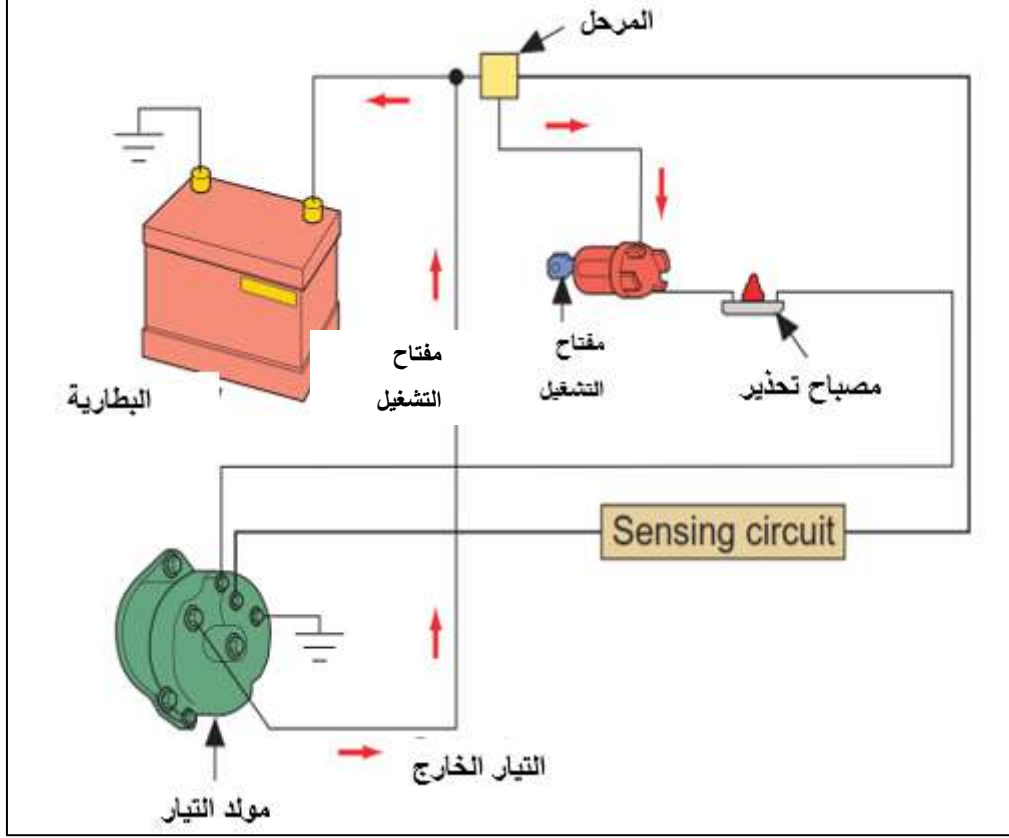 المرحل
مفتاح
التشغيل
مفتاح
التشغيل
مصباح تحذير
البطارية
Sensing circuit
التيار الخارج
مولد التيار